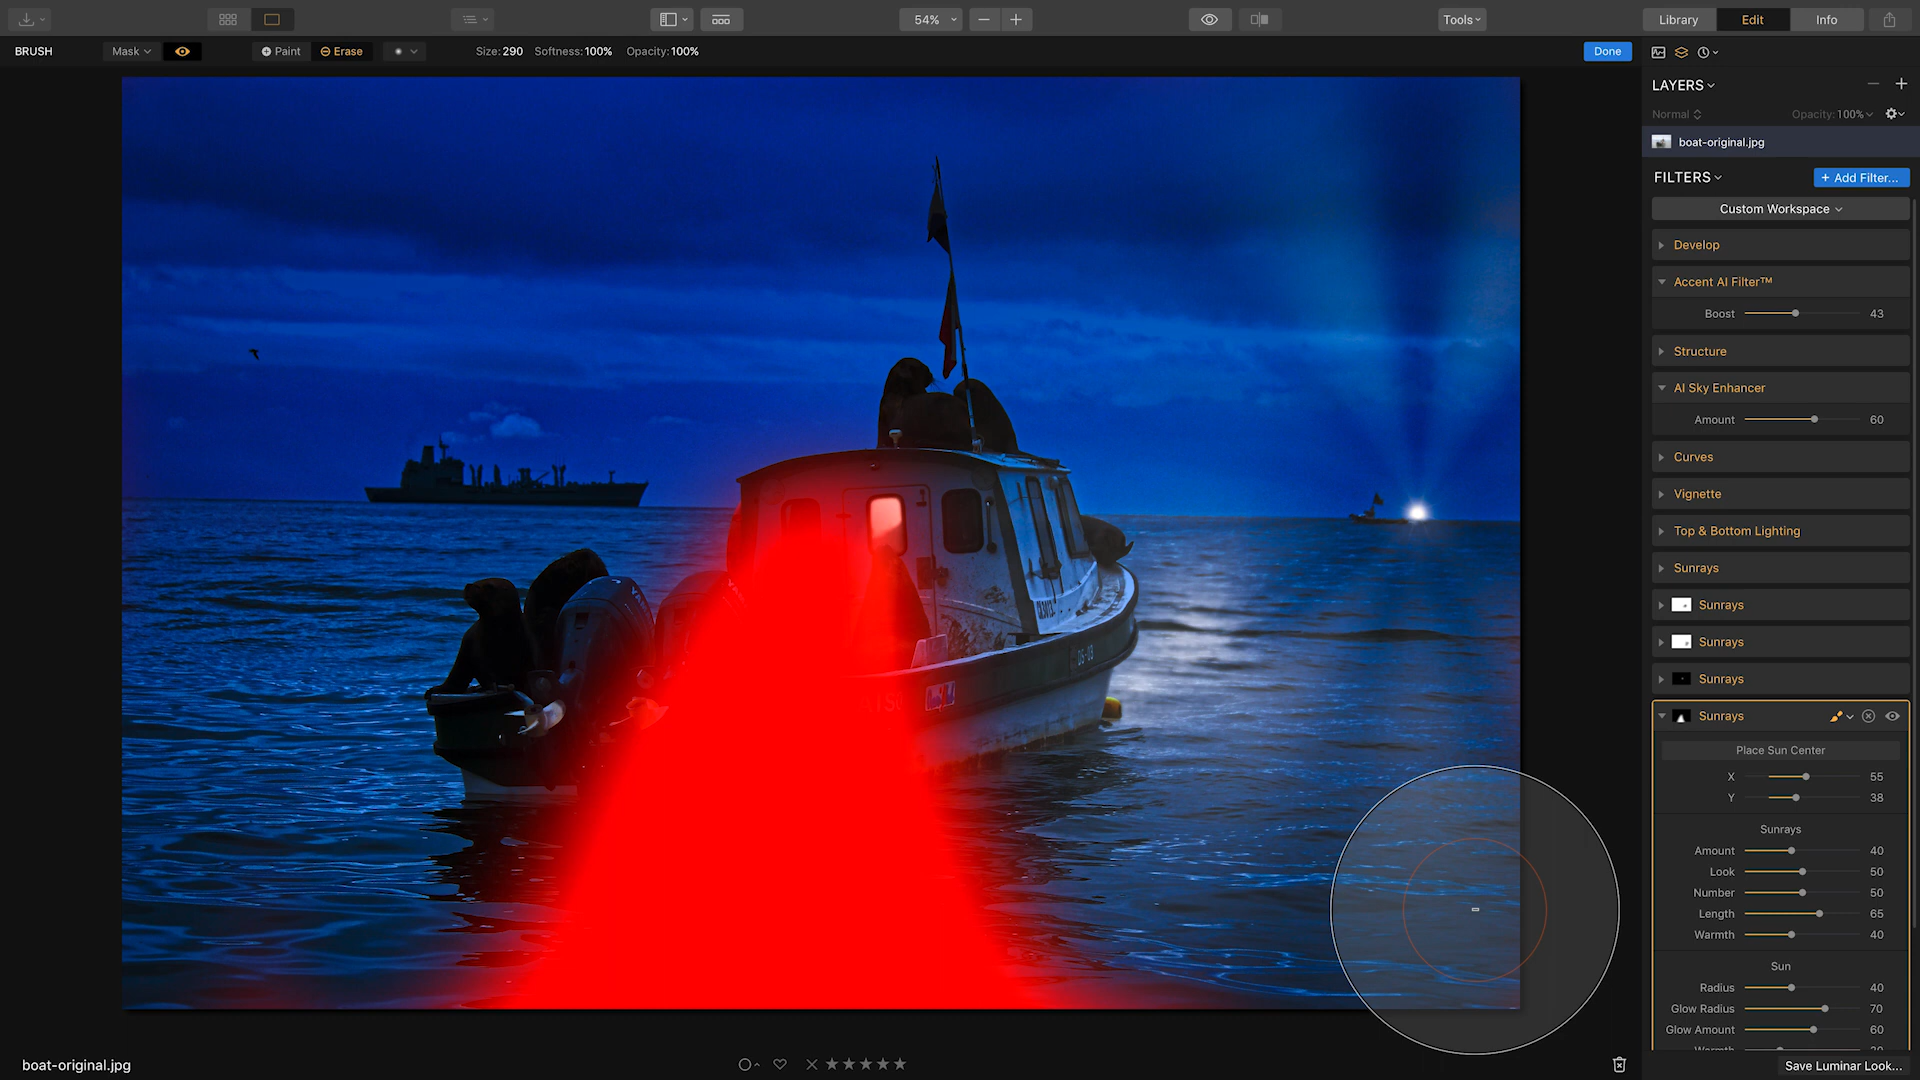 54%
Tools
Library
Edit
Info
BRUSH
Mask
Paint
Erase
Size: 290
Softness: 100%
Opacity: 100%
Done
LAYERS
Normal
Opacity: 100%
boat-original.jpg
FILTERS
+ Add Filter...
Custom Workspace
Develop
Accent AI Filter™
Boost 43
Structure
AI Sky Enhancer
Amount 60
Curves
Vignette
Top & Bottom Lighting
Sunrays
Sunrays
Sunrays
Sunrays
Sunrays
Place Sun Center
X 55
Y 38
Sunrays
Amount 40
Look 50
Number 50
Length 65
Warmth 40
Sun
Radius 40
Glow Radius 70
Glow Amount 60
boat-original.jpg
Save Luminar Look...